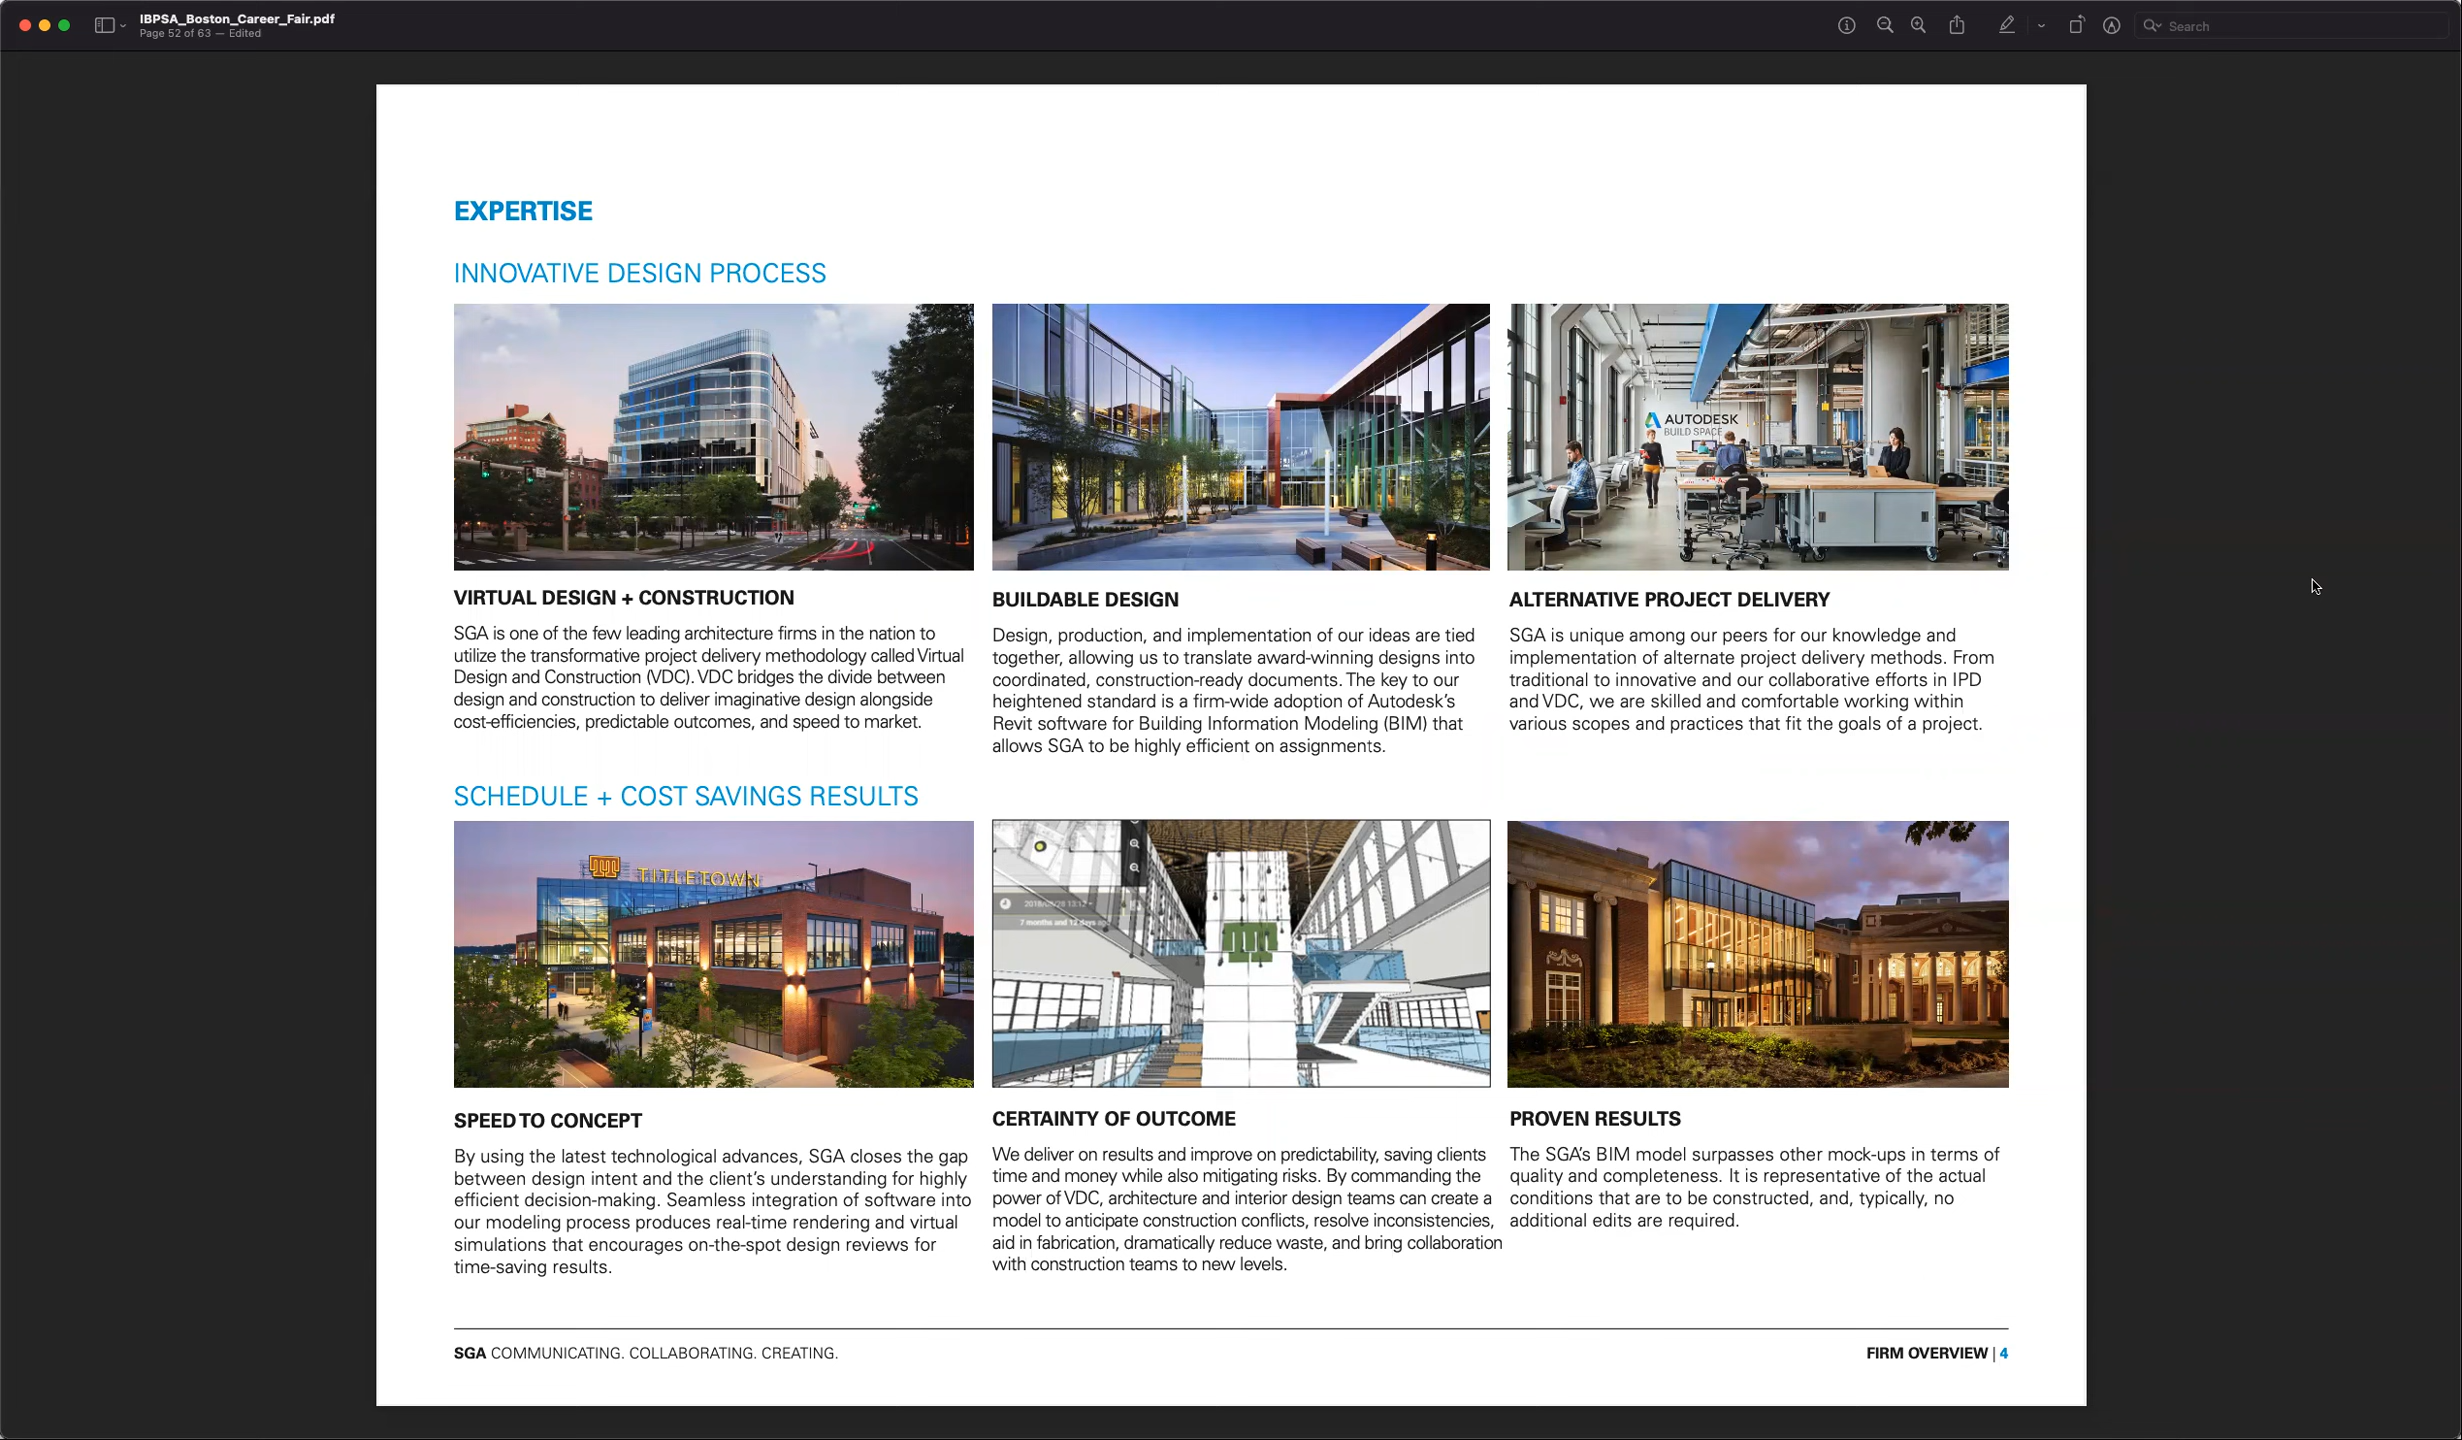 IBPSA_Boston_Career_Fair.pdf
Page 52 of 63 — Edited
Search
EXPERTISE
INNOVATIVE DESIGN PROCESS
AUTODESK
BUILD SPACE
VIRTUAL DESIGN + CONSTRUCTION
SGA is one of the few leading architecture firms in the nation to
utilize the transformative project delivery methodology called Virtual
Design and Construction (VDC). VDC bridges the divide between
design and construction to deliver imaginative design alongside
cost-efficiencies, predictable outcomes, and speed to market.
BUILDABLE DESIGN
Design, production, and implementation of our ideas are tied
together, allowing us to translate award-winning designs into
coordinated, construction-ready documents. The key to our
heightened standard is a firm-wide adoption of Autodesk's
Revit software for Building Information Modeling (BIM) that
allows SGA to be highly efficient on assignments.
ALTERNATIVE PROJECT DELIVERY
SGA is unique among our peers for our knowledge and
implementation of alternate project delivery methods. From
traditional to innovative and our collaborative efforts in IPD
and VDC, we are skilled and comfortable working within
various scopes and practices that fit the goals of a project.
SCHEDULE + COST SAVINGS RESULTS
TITLETOWN
2018/05/28 13:12
7 months and 12 days ago
SPEED TO CONCEPT
By using the latest technological advances, SGA closes the gap
between design intent and the client's understanding for highly
efficient decision-making. Seamless integration of software into
our modeling process produces real-time rendering and virtual
simulations that encourages on-the-spot design reviews for
time-saving results.
CERTAINTY OF OUTCOME
We deliver on results and improve on predictability, saving clients
time and money while also mitigating risks. By commanding the
power of VDC, architecture and interior design teams can create a
model to anticipate construction conflicts, resolve inconsistencies,
aid in fabrication, dramatically reduce waste, and bring collaboration
with construction teams to new levels.
PROVEN RESULTS
The SGA's BIM model surpasses other mock-ups in terms of
quality and completeness. It is representative of the actual
conditions that are to be constructed, and, typically, no
additional edits are required.
SGA COMMUNICATING. COLLABORATING. CREATING.
FIRM OVERVIEW | 4